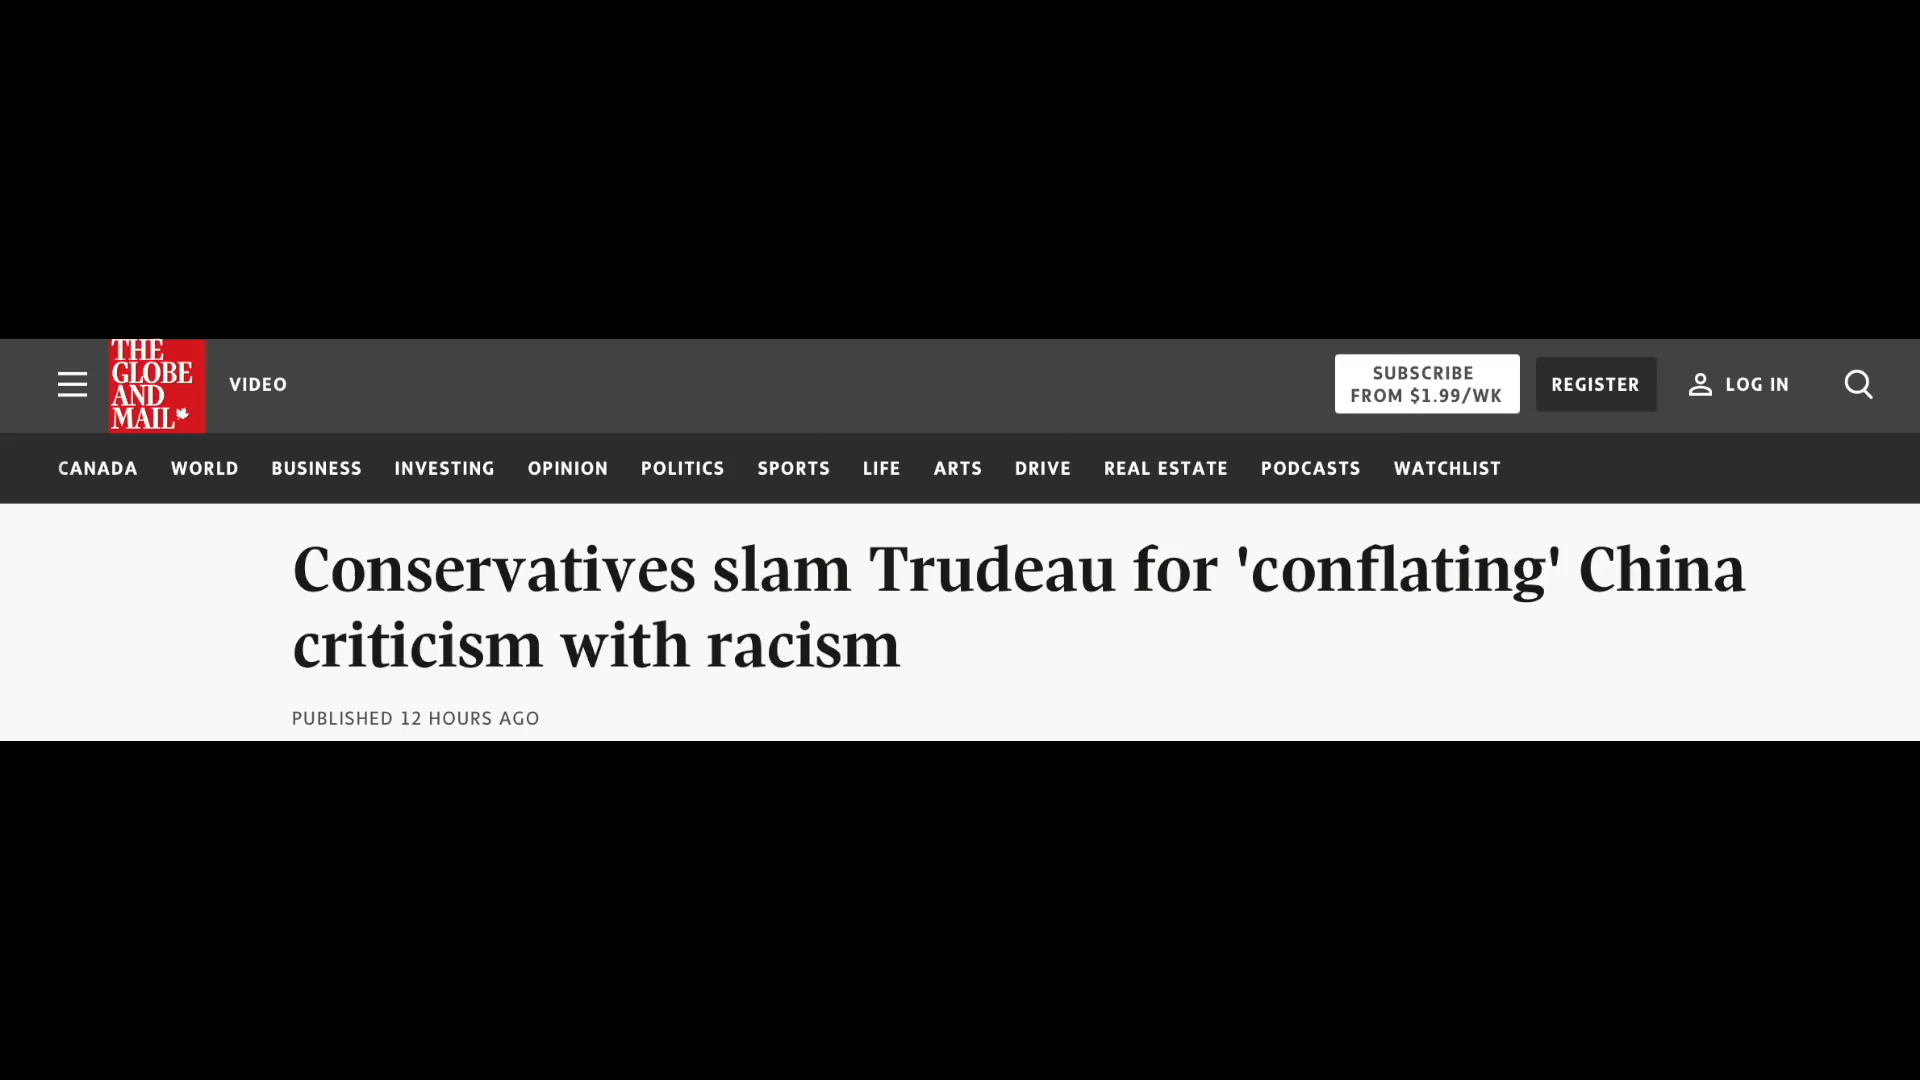 THE
GLOBE
AND
MAIL
VIDEO
SUBSCRIBE
FROM $1.99/WK
REGISTER
LOG IN
CANADA WORLD BUSINESS INVESTING OPINION POLITICS SPORTS LIFE ARTS DRIVE REAL ESTATE PODCASTS WATCHLIST
Conservatives slam Trudeau for 'conflating' China
criticism with racism
PUBLISHED 12 HOURS AGO